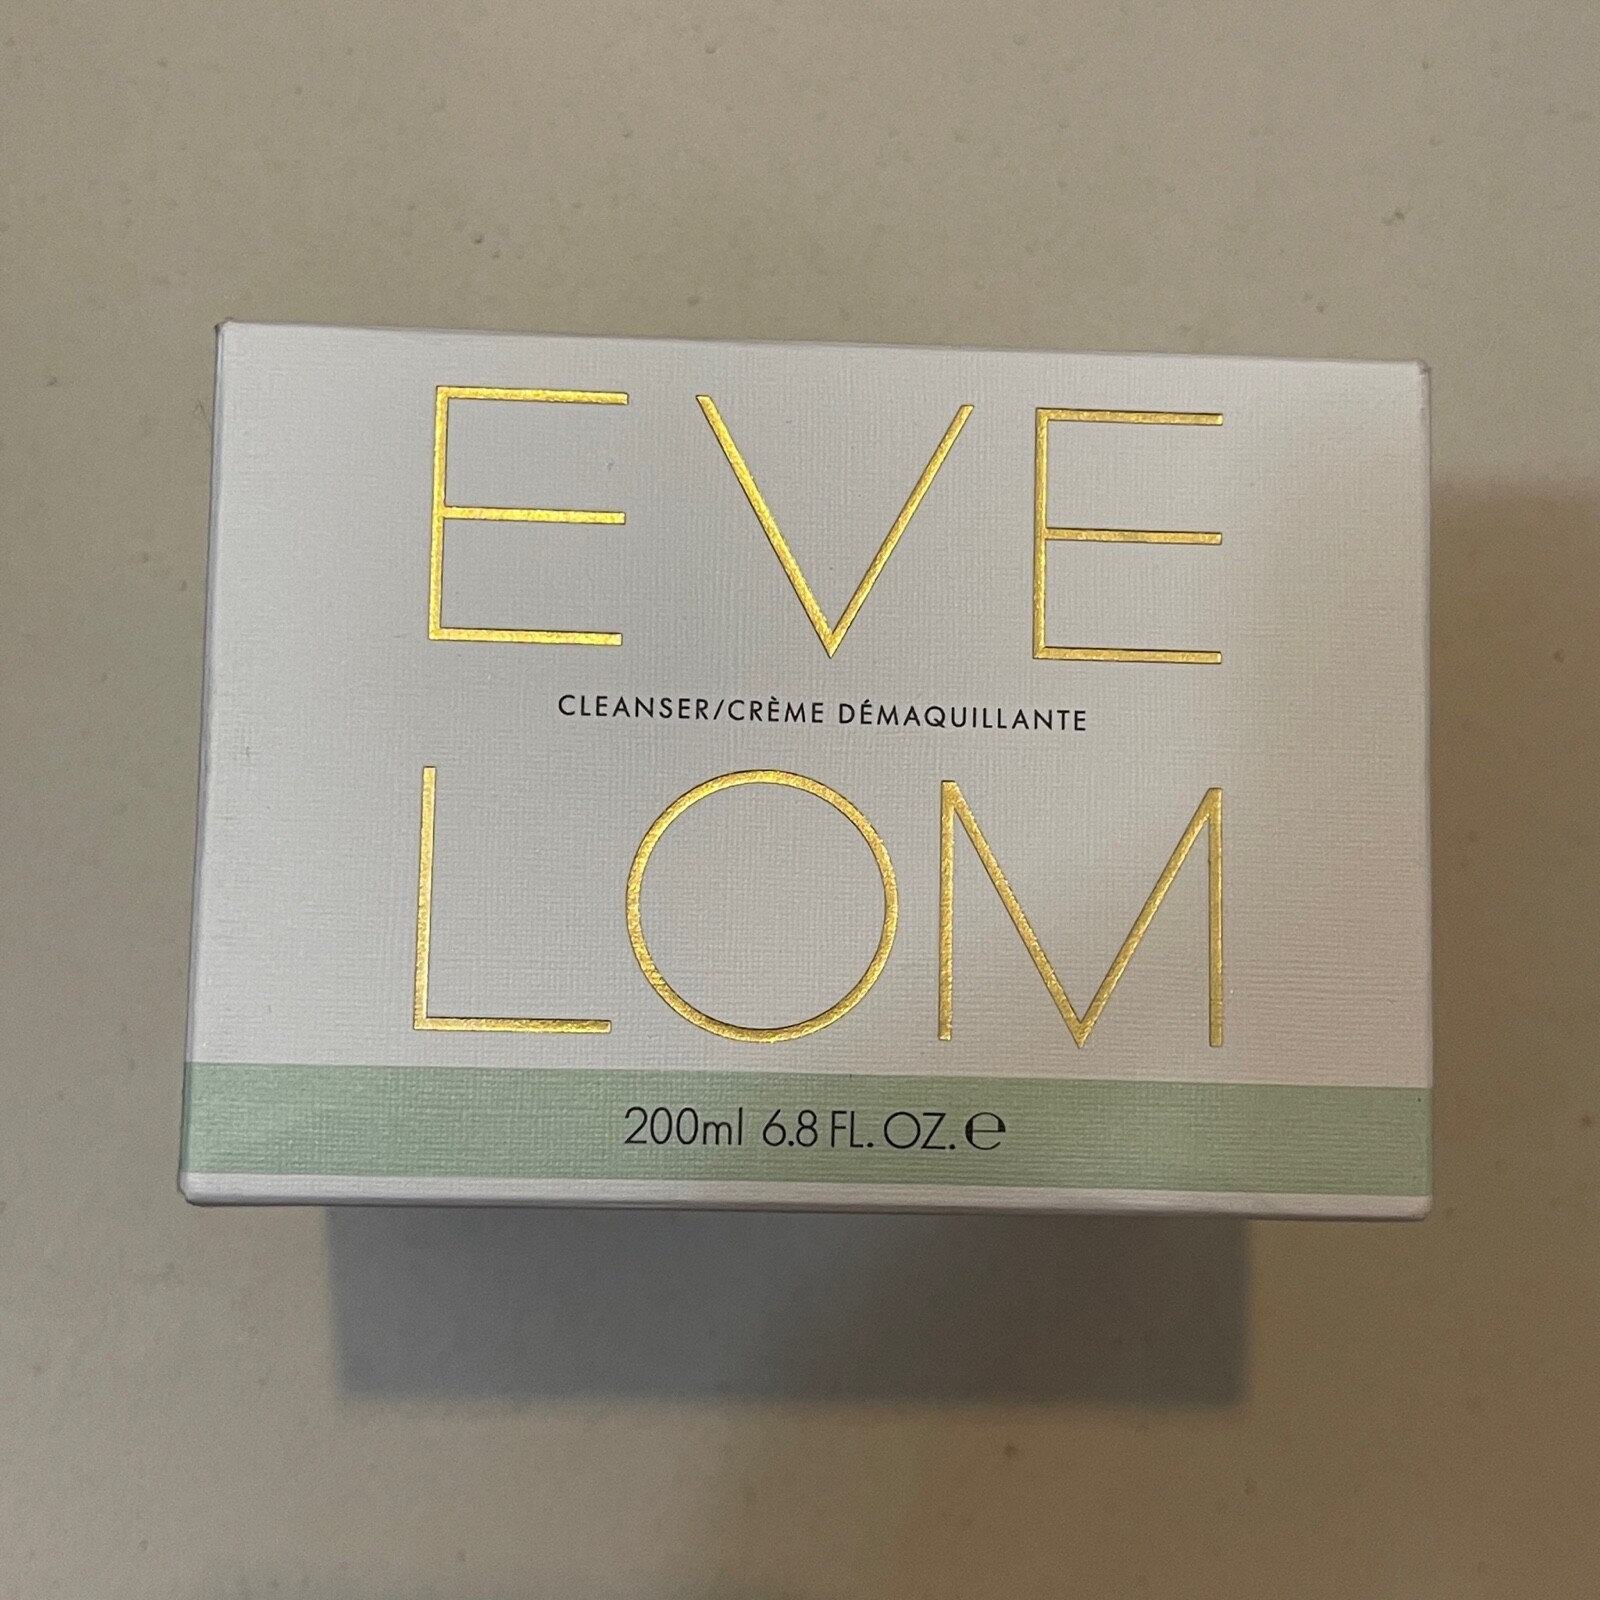 EVE
CLEANSER/CRÈME DÉMAQUILLANTE
LOM
200ml 6.8 FL. OZ. ℮